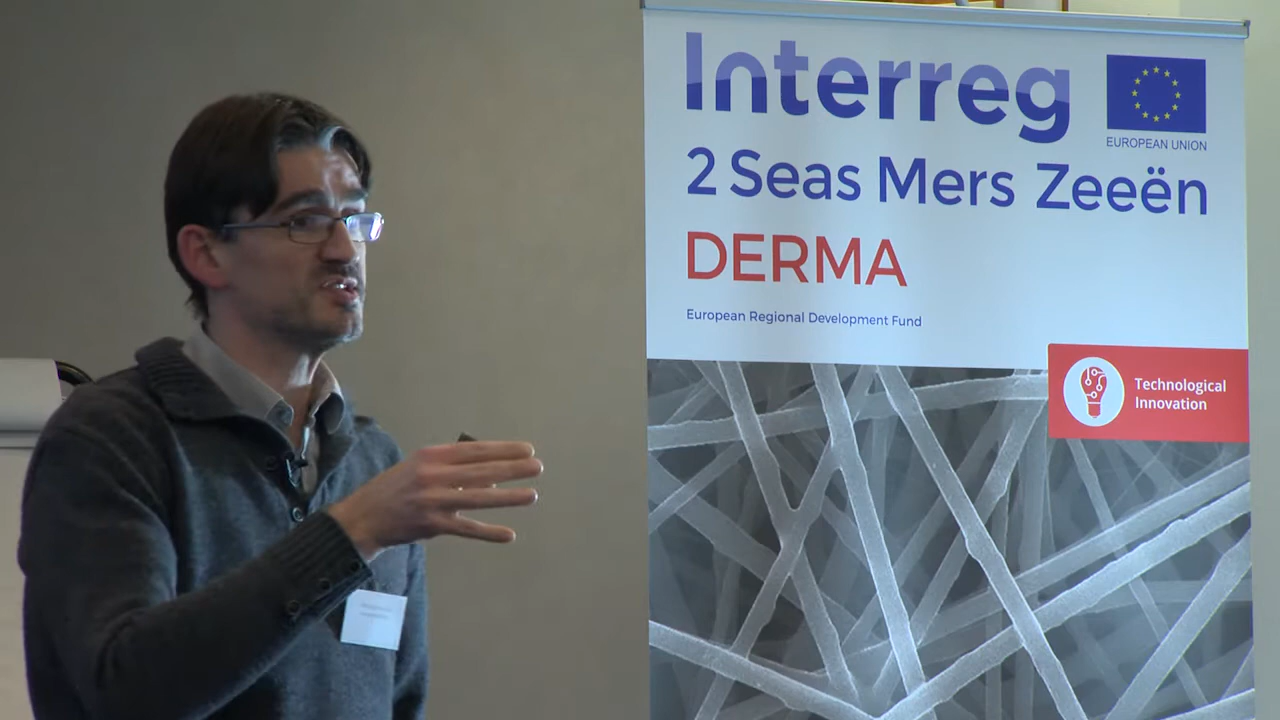 Interreg
EUROPEAN UNION
2 Seas Mers Zeeën
DERMA
European Regional Development Fund
Technological
Innovation